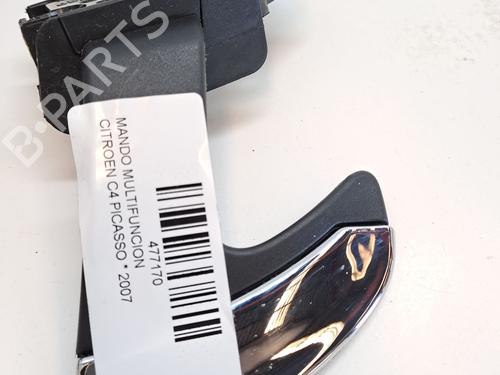 B-PARTS
477170
MANDO MULTIFUNCION
CITROEN C4 PICASSO * 2007